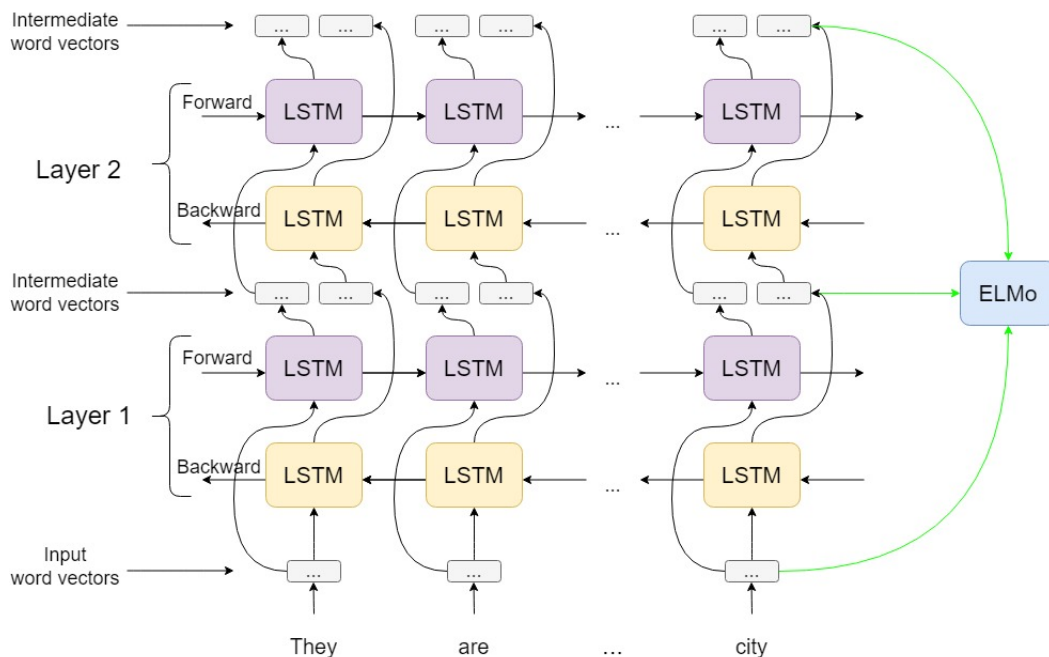 Intermediate
word vectors
... ... ... ... ... ...
Forward
LSTM LSTM ... LSTM
Layer 2
Backward
LSTM LSTM ... LSTM
Intermediate
word vectors
... ... ... ... ... ...
ELMo
Forward
LSTM LSTM ... LSTM
Layer 1
Backward
LSTM LSTM ... LSTM
Input
word vectors
... ... ...
They are ... city